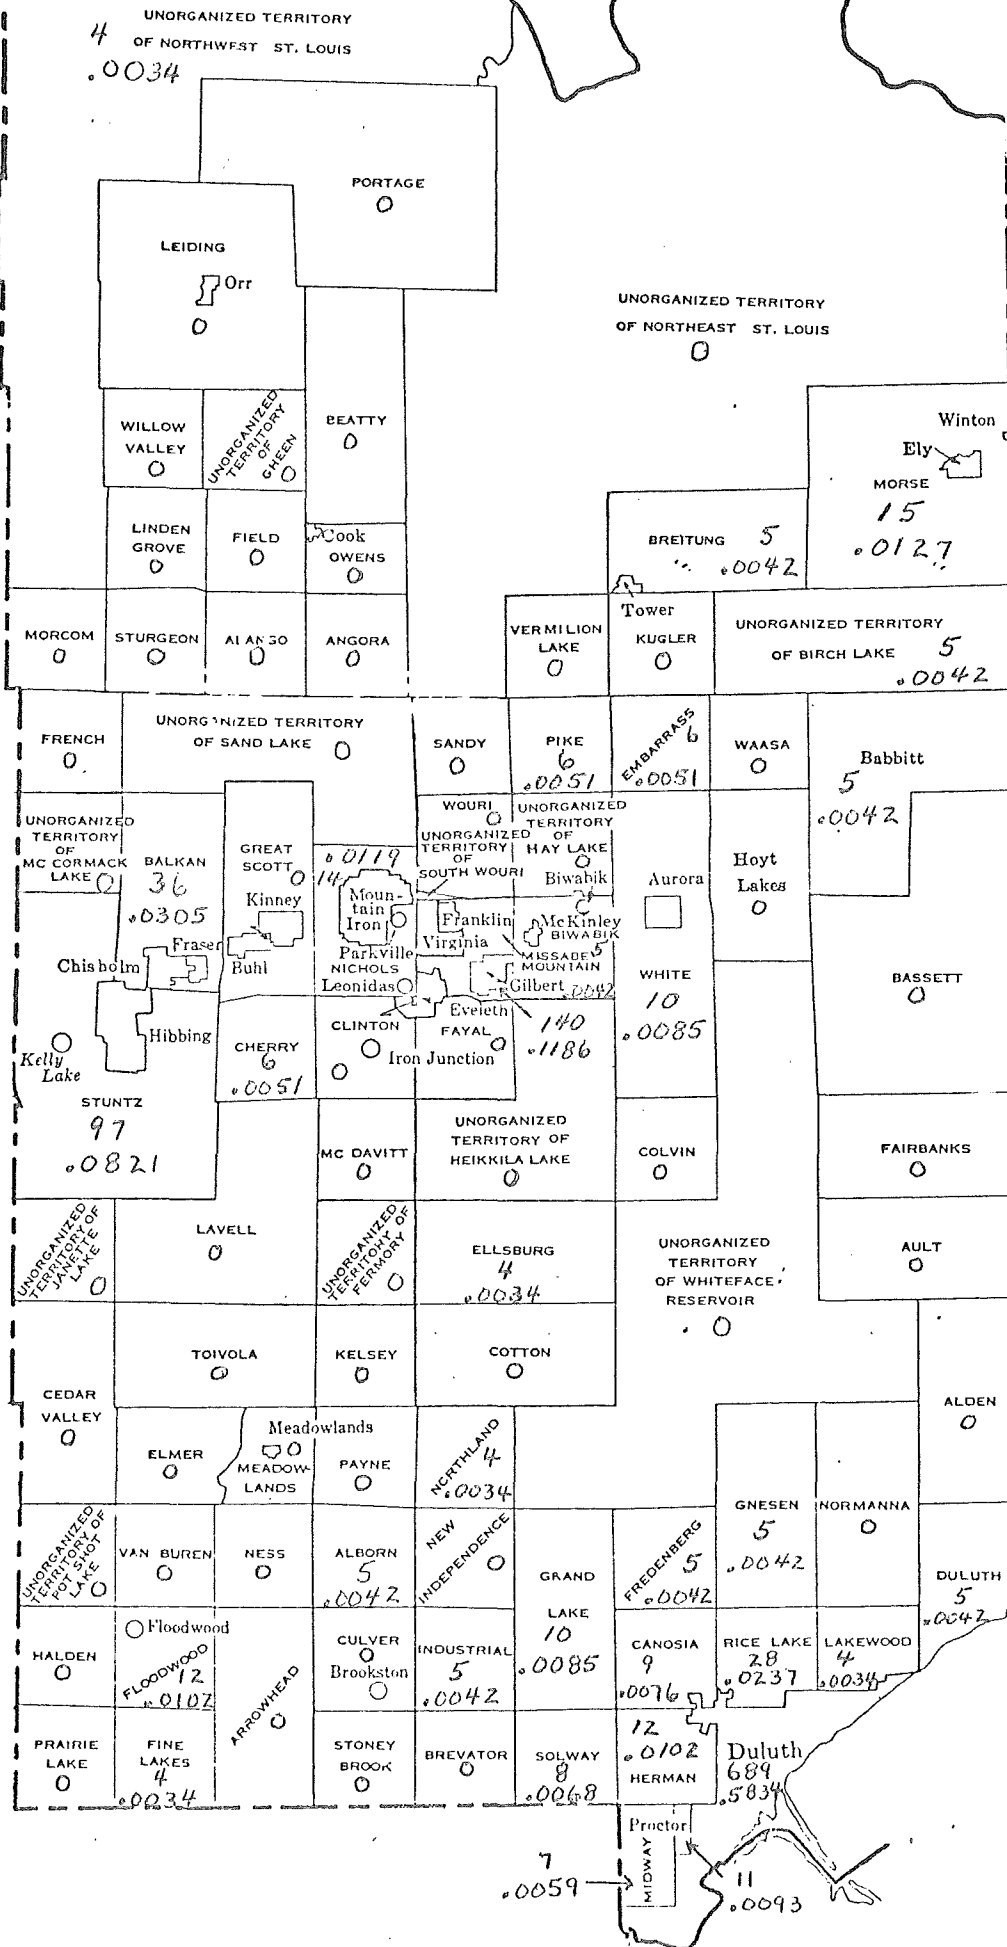 UNORGANIZED TERRITORY
4 OF NORTHWEST ST. LOUIS
.0034
PORTAGE
0
LEIDING
Orr
0
UNORGANIZED TERRITORY
OF NORTHEAST ST. LOUIS
0
WILLOW
VALLEY
0
UNORGANIZED
TERRITORY
OF
GHEEN
0
BEATTY
0
Winton
Ely
MORSE
15
.0127
LINDEN
GROVE
0
FIELD
0
Cook
OWENS
0
BREITUNG 5
.0042
Tower
MORCOM
0
STURGEON
0
ALANGO
0
ANGORA
0
VERMILION
LAKE
0
KUGLER
0
UNORGANIZED TERRITORY
OF BIRCH LAKE 5
.0042
FRENCH
0
UNORGANIZED TERRITORY
OF SAND LAKE 0
SANDY
0
PIKE
6
.0051
EMBARRASS
6
.0051
WAASA
0
Babbitt
5
.0042
UNORGANIZED
TERRITORY
OF
MC CORMACK
LAKE 0
BALKAN
36
.0305
GREAT
SCOTT 0
Kinney
.0119
14
Moun-
tain
Iron
WOURI
0
UNORGANIZED
TERRITORY
OF
SOUTH WOURI
UNORGANIZED
TERRITORY
OF
HAY LAKE
0
Biwabik
Aurora
Hoyt
Lakes
0
Chisholm
Fraser
Buhl
Parkville
NICHOLS
Leonidas
Franklin
Virginia
McKinley
BIWABIK
5
MISSABE
MOUNTAIN
Gilbert .0042
WHITE
10
.0085
BASSETT
0
Kelly
Lake
Hibbing
CHERRY
6
.0051
CLINTON
0
Iron Junction
Eveleth
FAYAL
0
140
.1186
STUNTZ
97
.0821
MC DAVITT
0
UNORGANIZED
TERRITORY OF
HEIKKILA LAKE
0
COLVIN
0
FAIRBANKS
0
UNORGANIZED
TERRITORY OF
JANETTE
LAKE
0
LAVELL
0
UNORGANIZED
TERRITORY OF
FERMORY
0
ELLSBURG
4
.0034
UNORGANIZED
TERRITORY
OF WHITEFACE
RESERVOIR
0
AULT
0
TOIVOLA
0
KELSEY
0
COTTON
0
CEDAR
VALLEY
0
ALDEN
0
ELMER
0
Meadowlands
0
MEADOW-
LANDS
PAYNE
0
NORTHLAND
4
.0034
GNESEN
5
.0042
NORMANNA
0
UNORGANIZED
TERRITORY OF
POT SHOT
LAKE
0
VAN BUREN
0
NESS
0
ALBORN
5
.0042
NEW
INDEPENDENCE
0
GRAND
LAKE
10
.0085
FREDENBERG
5
.0042
DULUTH
5
.0042
HALDEN
0
Floodwood
FLOODWOOD
12
.0102
ARROWHEAD
0
CULVER
0
Brookston
INDUSTRIAL
5
.0042
CANOSIA
9
.0076
RICE LAKE
28
.0237
LAKEWOOD
4
.0034
PRAIRIE
LAKE
0
FINE
LAKES
4
.0034
STONEY
BROOK
0
BREVATOR
0
SOLWAY
8
.0068
12
.0102
HERMAN
Duluth
689
.5834
Proctor
MIDWAY
7
.0059
11
.0093